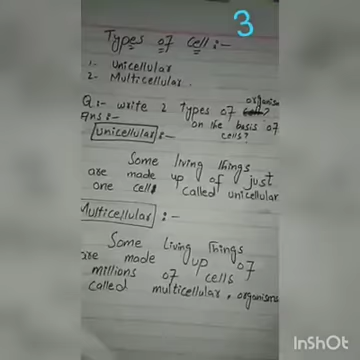 3
Types of cell:-
1- Unicellular
2- Multicellular.
Q:- write 2 types of organism
Ans:- on the basis of
cells?
Unicellular:-
Some living things
are made up of just
one cell called unicellular
Multicellular :-
Some Living Things
are made up of
millions of cells
called multicellular, organisms
InShOt